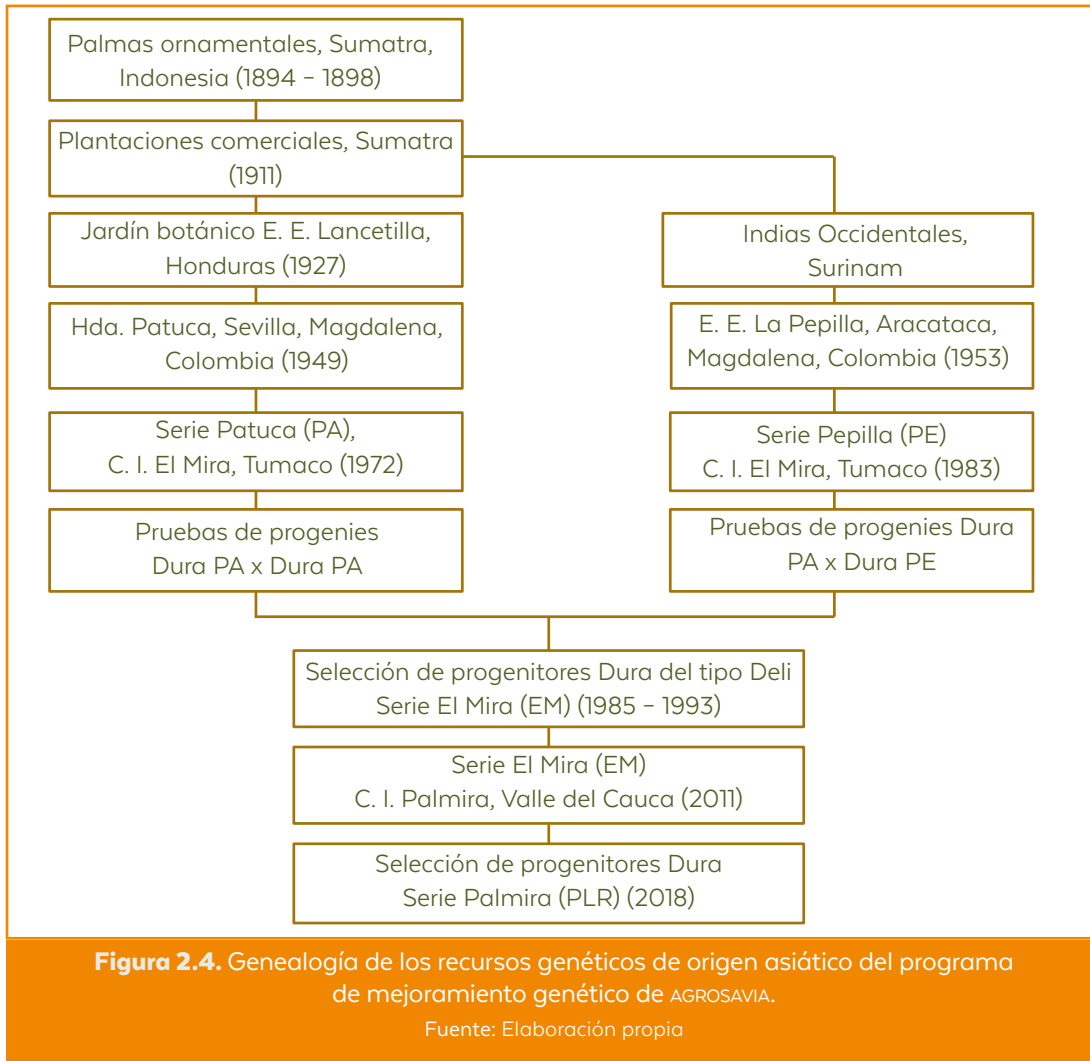 Palmas ornamentales, Sumatra,
Indonesia (1894 – 1898)
Plantaciones comerciales, Sumatra
(1911)
Jardín botánico E. E. Lancetilla,
Honduras (1927)
Hda. Patuca, Sevilla, Magdalena,
Colombia (1949)
Serie Patuca (PA),
C. I. El Mira, Tumaco (1972)
Pruebas de progenies
Dura PA x Dura PA
Indias Occidentales,
Surinam
E. E. La Pepilla, Aracataca,
Magdalena, Colombia (1953)
Serie Pepilla (PE)
C. I. El Mira, Tumaco (1983)
Pruebas de progenies Dura
PA x Dura PE
Selección de progenitores Dura del tipo Deli
Serie El Mira (EM) (1985 – 1993)
Serie El Mira (EM)
C. I. Palmira, Valle del Cauca (2011)
Selección de progenitores Dura
Serie Palmira (PLR) (2018)
Figura 2.4. Genealogía de los recursos genéticos de origen asiático del programa
de mejoramiento genético de AGROSAVIA.
Fuente: Elaboración propia